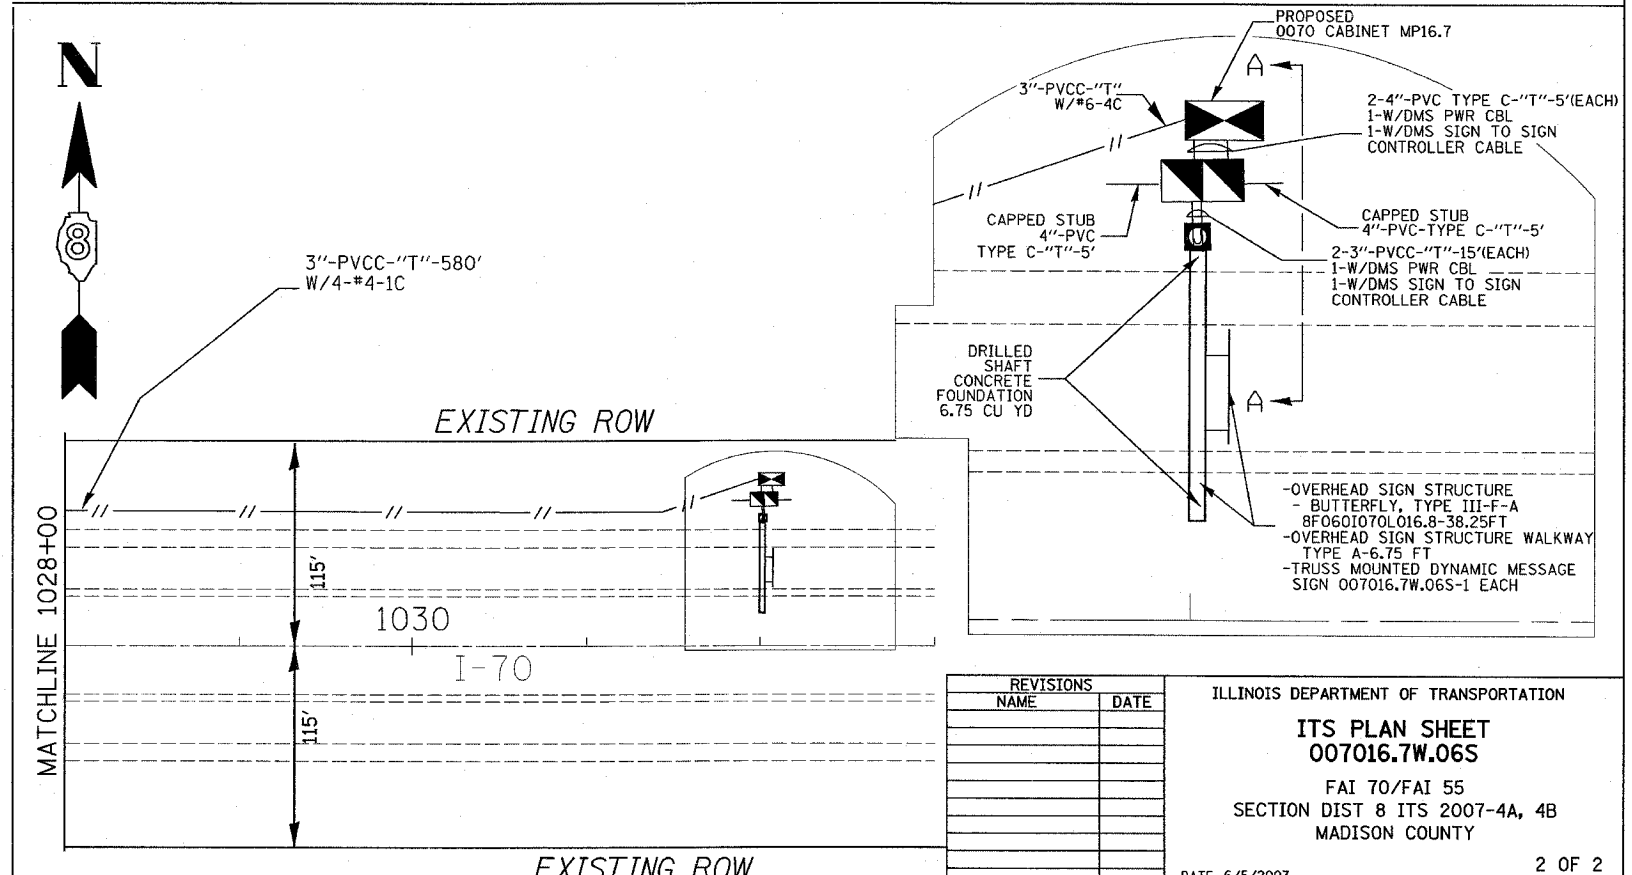 N
8
3"-PVCC-"T"-580'
W/4-#4-1C
EXISTING ROW
MATCHLINE 1028+00
115'
1030
I-70
115'
EXISTING ROW
PROPOSED
0070 CABINET MP16.7
A
3"-PVCC-"T"
W/#6-4C
2-4"-PVC TYPE C-"T"-5'(EACH)
1-W/DMS PWR CBL
1-W/DMS SIGN TO SIGN
CONTROLLER CABLE
CAPPED STUB
4"-PVC
TYPE C-"T"-5'
CAPPED STUB
4"-PVC-TYPE C-"T"-5'
2-3"-PVCC-"T"-15'(EACH)
1-W/DMS PWR CBL
1-W/DMS SIGN TO SIGN
CONTROLLER CABLE
DRILLED
SHAFT
CONCRETE
FOUNDATION
6.75 CU YD
A
-OVERHEAD SIGN STRUCTURE
- BUTTERFLY, TYPE III-F-A
8F060I070L016.8-38.25FT
-OVERHEAD SIGN STRUCTURE WALKWAY
TYPE A-6.75 FT
-TRUSS MOUNTED DYNAMIC MESSAGE
SIGN 007016.7W.06S-1 EACH
REVISIONS
NAME DATE
ILLINOIS DEPARTMENT OF TRANSPORTATION
ITS PLAN SHEET
007016.7W.06S
FAI 70/FAI 55
SECTION DIST 8 ITS 2007-4A, 4B
MADISON COUNTY
2 OF 2
DATE 6/5/2007